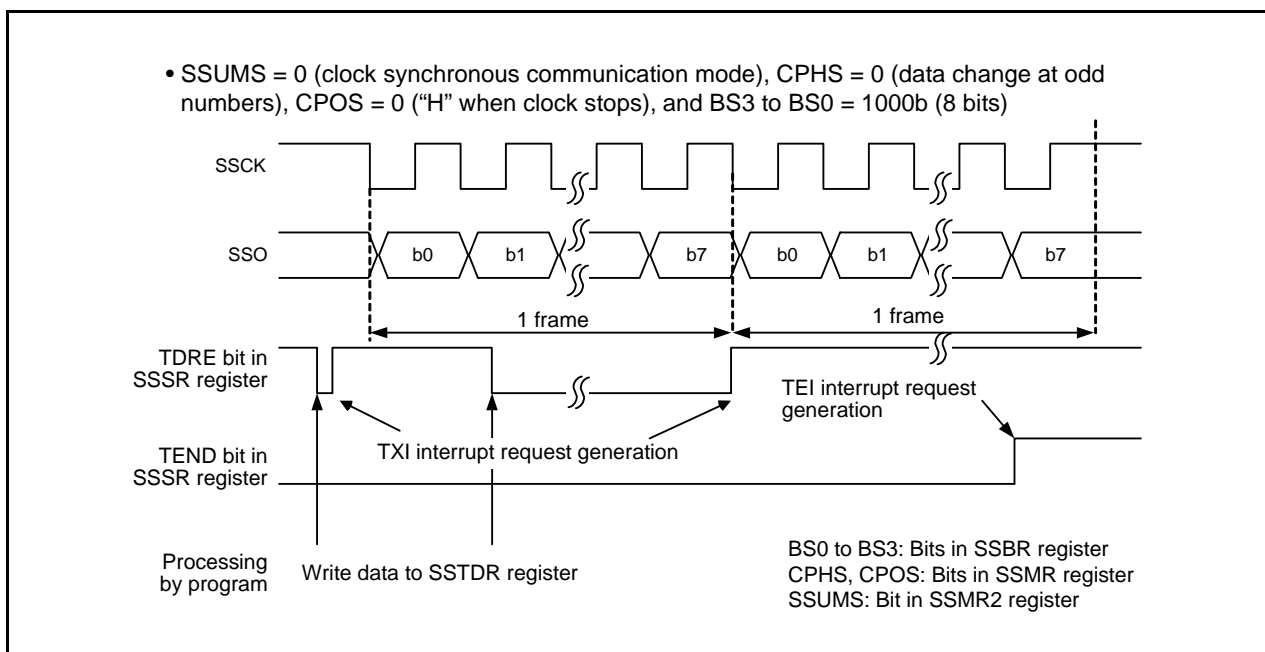 • SSUMS = 0 (clock synchronous communication mode), CPHS = 0 (data change at odd
numbers), CPOS = 0 (“H” when clock stops), and BS3 to BS0 = 1000b (8 bits)
SSCK
SSO
b0
b1
b7
b0
b1
b7
1 frame
1 frame
TDRE bit in
SSSR register
TEI interrupt request
generation
TXI interrupt request generation
TEND bit in
SSSR register
Processing
by program
Write data to SSTDR register
BS0 to BS3: Bits in SSBR register
CPHS, CPOS: Bits in SSMR register
SSUMS: Bit in SSMR2 register